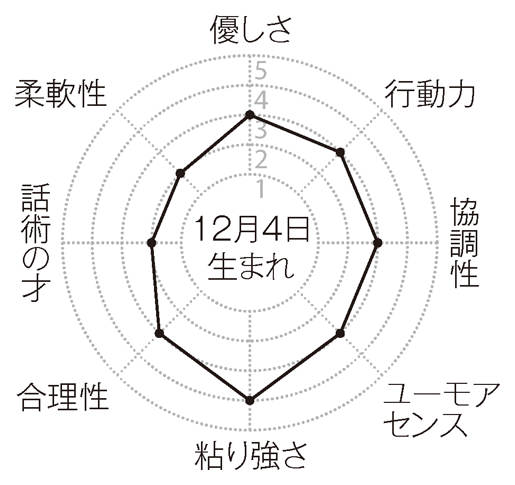 優しさ
行動力
協調性
ユーモア
センス
粘り強さ
合理性
話術の才
柔軟性
5
4
3
2
1
12月4日
生まれ